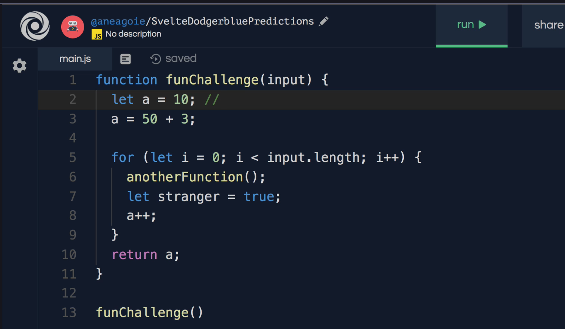 @aneagoie/SvelteDodgerbluePredictions
JS No description
run
share
main.js
saved
1 function funChallenge(input) {
2 let a = 10; //
3 a = 50 + 3;
4
5 for (let i = 0; i < input.length; i++) {
6 anotherFunction();
7 let stranger = true;
8 a++;
9 }
10 return a;
11 }
12
13 funChallenge()